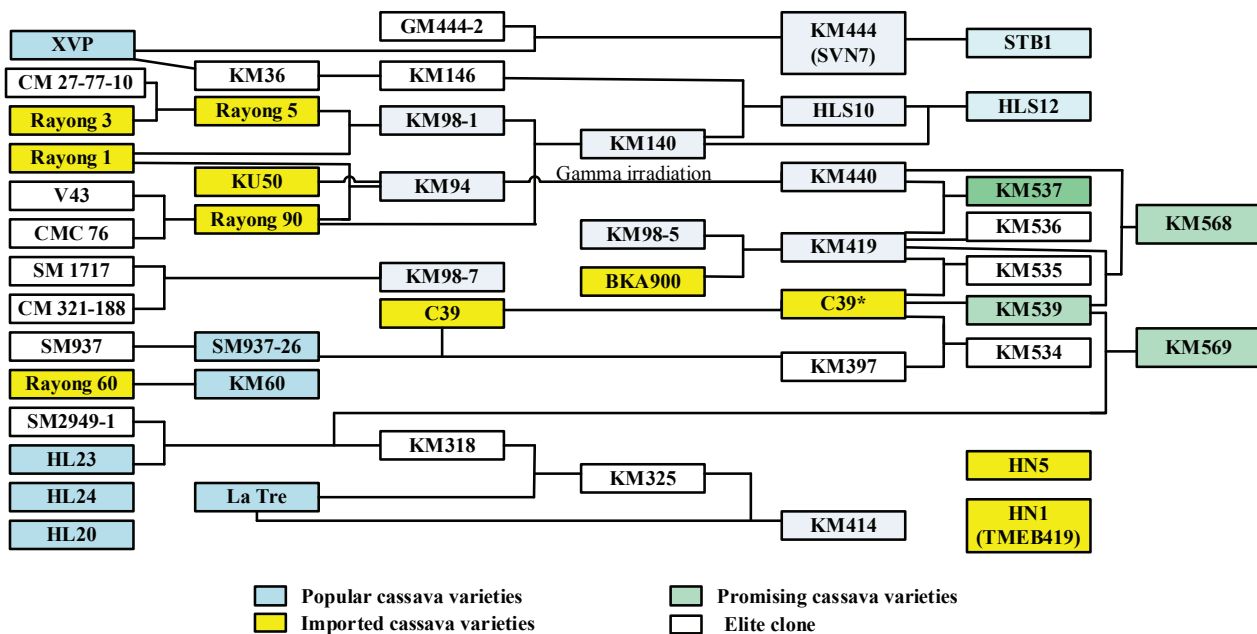 XVP
CM 27-77-10
Rayong 3
Rayong 1
V43
CMC 76
SM 1717
CM 321-188
SM937
Rayong 60
SM2949-1
HL23
HL24
HL20
KM36
Rayong 5
KU50
Rayong 90
SM937-26
KM60
La Tre
GM444-2
KM146
KM98-1
KM94
KM98-7
C39
KM318
KM140
Gamma irradiation
KM98-5
BKA900
KM325
KM444
(SVN7)
HLS10
KM440
KM419
C39*
KM397
KM414
STB1
HLS12
KM537
KM536
KM535
KM539
KM534
HN5
HN1
(TMEB419)
KM568
KM569
Popular cassava varieties
Imported cassava varieties
Promising cassava varieties
Elite clone